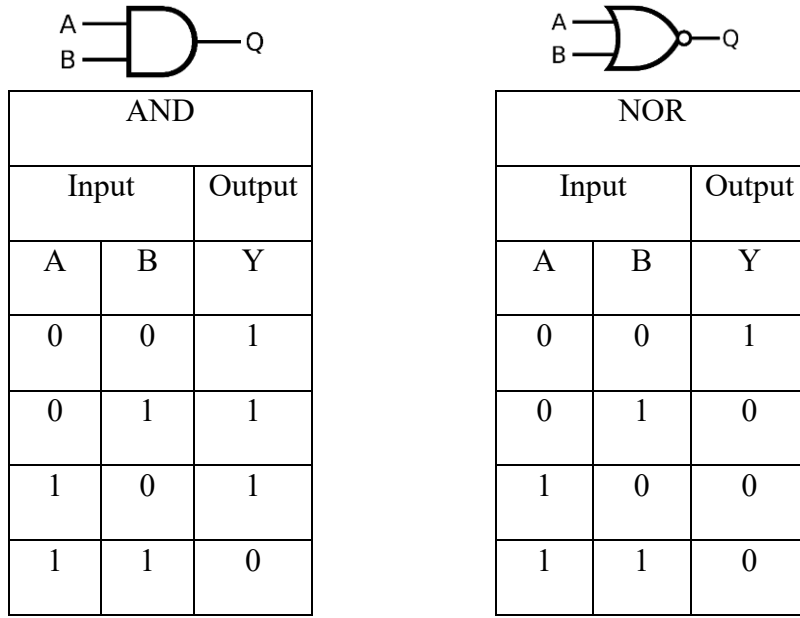 A
B
Q
AND
Input Output
A B Y
0 0 1
0 1 1
1 0 1
1 1 0
A
B
Q
NOR
Input Output
A B Y
0 0 1
0 1 0
1 0 0
1 1 0